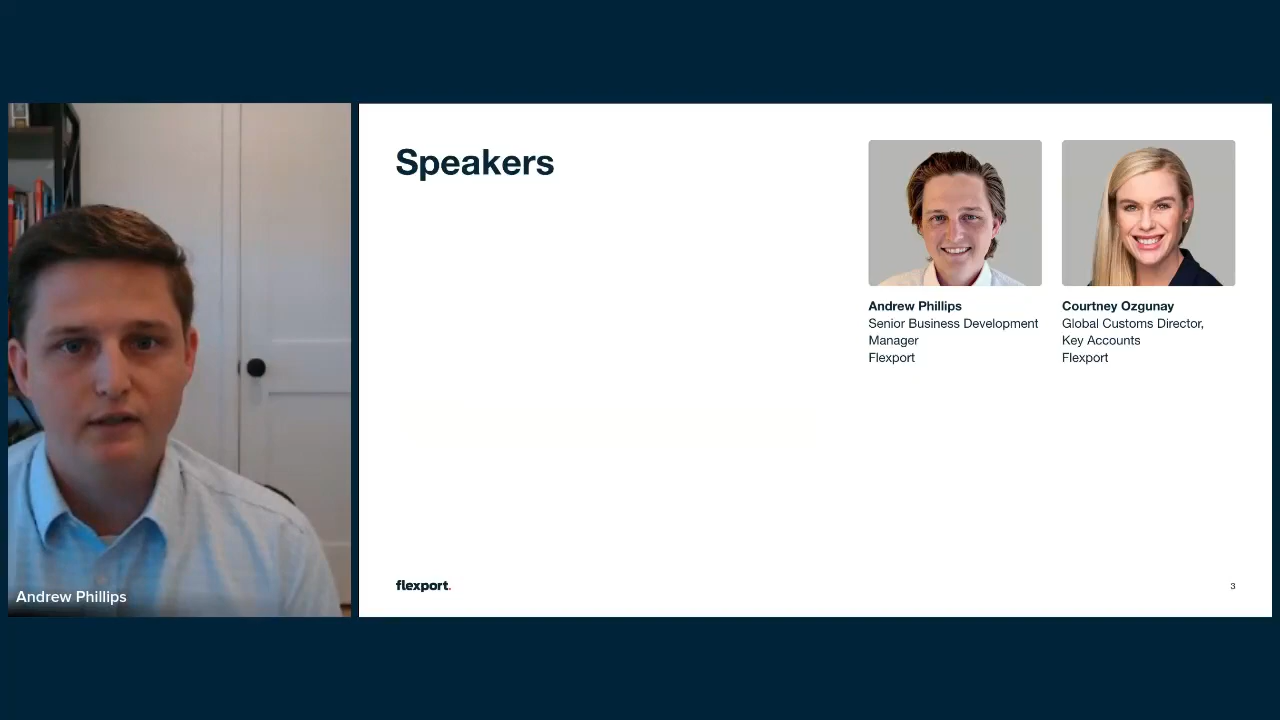 Speakers
Andrew Phillips
Senior Business Development
Manager
Flexport
Courtney Ozgunay
Global Customs Director,
Key Accounts
Flexport
Andrew Phillips
flexport.
3